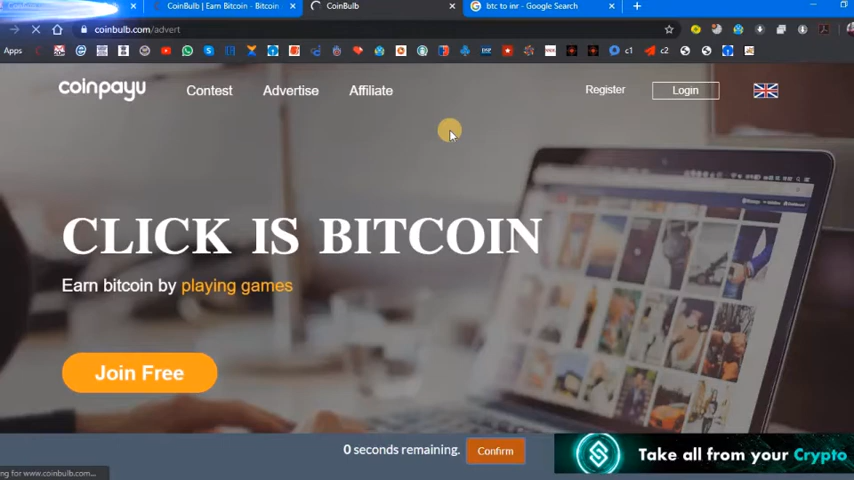 CoinBulb | Earn Bitcoin - Bitcoin
CoinBulb
btc to inr - Google Search
coinbulb.com/advert
Apps
c1
c2
coinpayu
Contest
Advertise
Affiliate
Register
Login
CLICK IS BITCOIN
Earn bitcoin by playing games
Join Free
0 seconds remaining.
Confirm
Take all from your Crypto
ng for www.coinbulb.com...